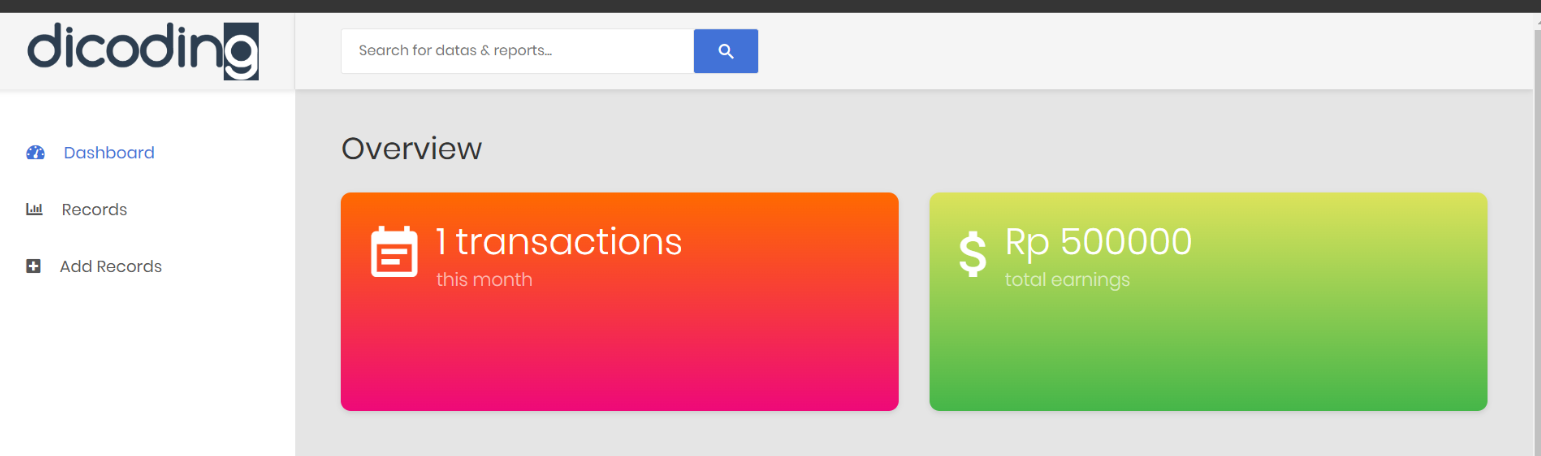 dicoding
Search for datas & reports...
Dashboard
Records
Add Records
Overview
1 transactions
this month
$
Rp 500000
total earnings